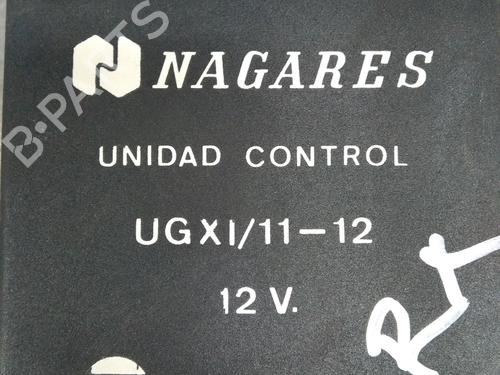 NAGARES
UNIDAD CONTROL
UGXI/11-12
12 V.
B-PARTS